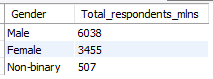 Gender Total_respondents_mlns
Male 6038
Female 3455
Non-binary 507